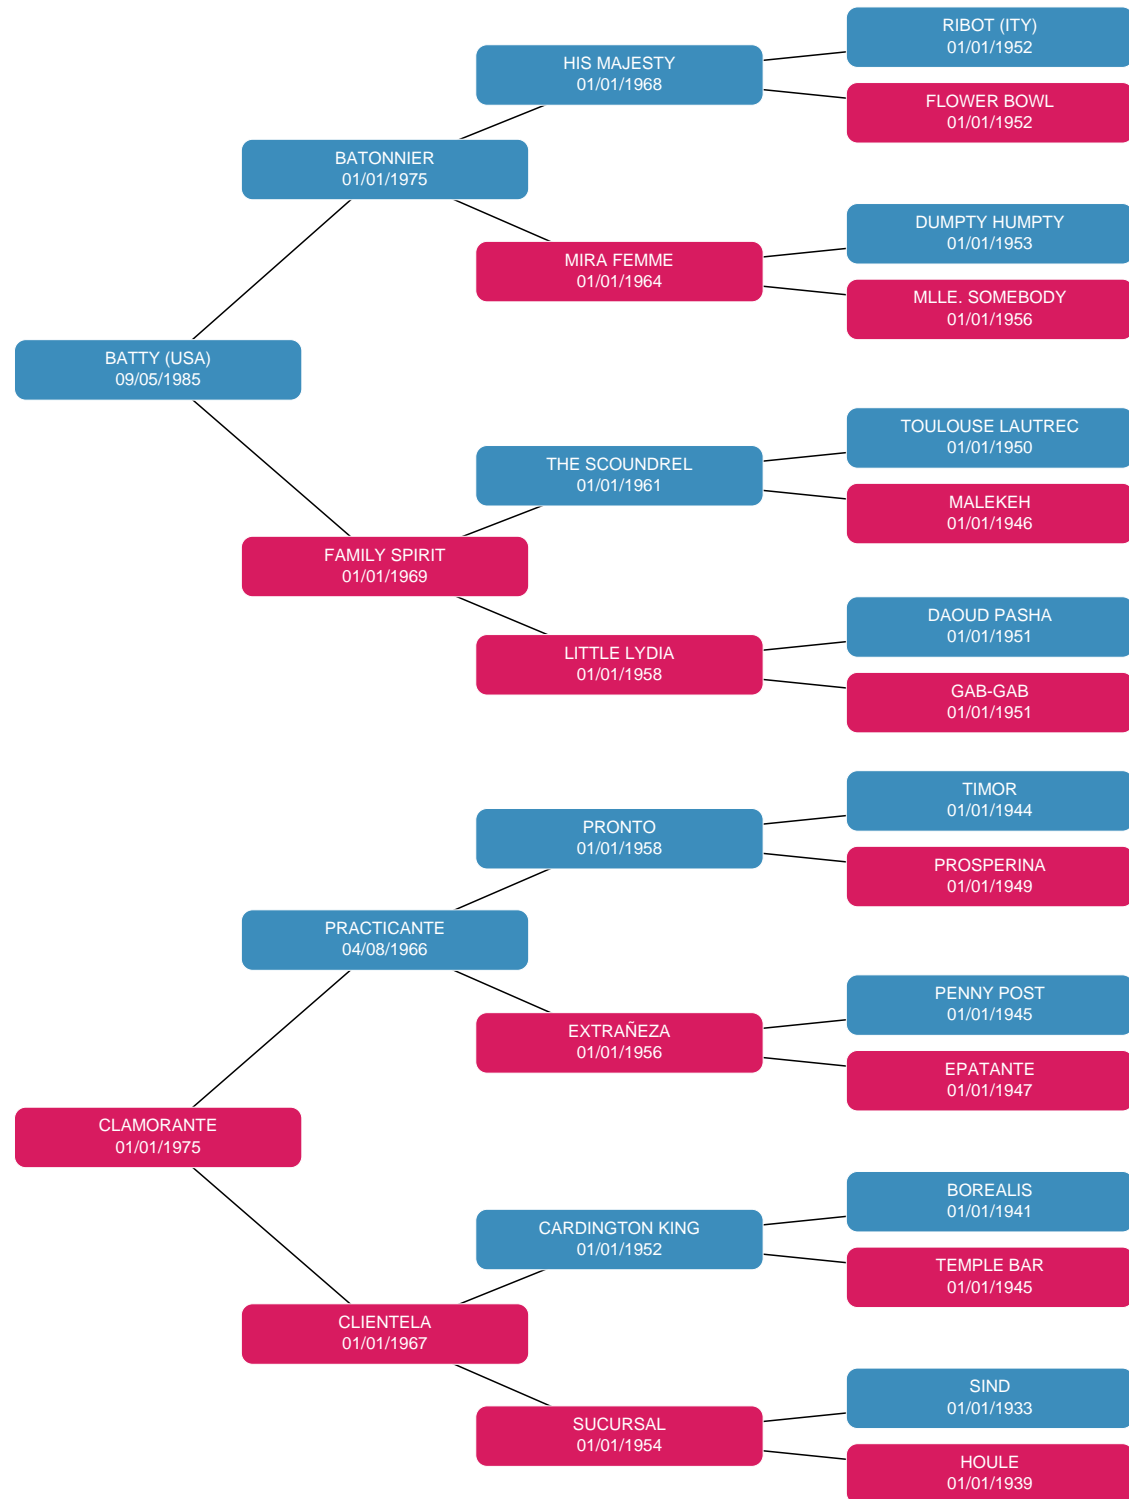 RIBOT (ITY)
01/01/1952
HIS MAJESTY
01/01/1968
FLOWER BOWL
01/01/1952
BATONNIER
01/01/1975
DUMPTY HUMPTY
01/01/1953
MIRA FEMME
01/01/1964
MLLE. SOMEBODY
01/01/1956
BATTY (USA)
09/05/1985
TOULOUSE LAUTREC
01/01/1950
THE SCOUNDREL
01/01/1961
MALEKEH
01/01/1946
FAMILY SPIRIT
01/01/1969
DAOUD PASHA
01/01/1951
LITTLE LYDIA
01/01/1958
GAB-GAB
01/01/1951
TIMOR
01/01/1944
PRONTO
01/01/1958
PROSPERINA
01/01/1949
PRACTICANTE
04/08/1966
PENNY POST
01/01/1945
EXTRAÑEZA
01/01/1956
EPATANTE
01/01/1947
CLAMORANTE
01/01/1975
BOREALIS
01/01/1941
CARDINGTON KING
01/01/1952
TEMPLE BAR
01/01/1945
CLIENTELA
01/01/1967
SIND
01/01/1933
SUCURSAL
01/01/1954
HOULE
01/01/1939